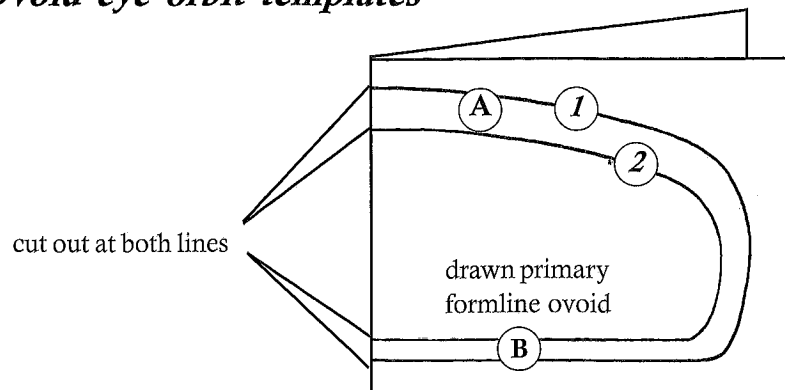 ovoid eye orbit templates
A
1
2
cut out at both lines
drawn primary
formline ovoid
B